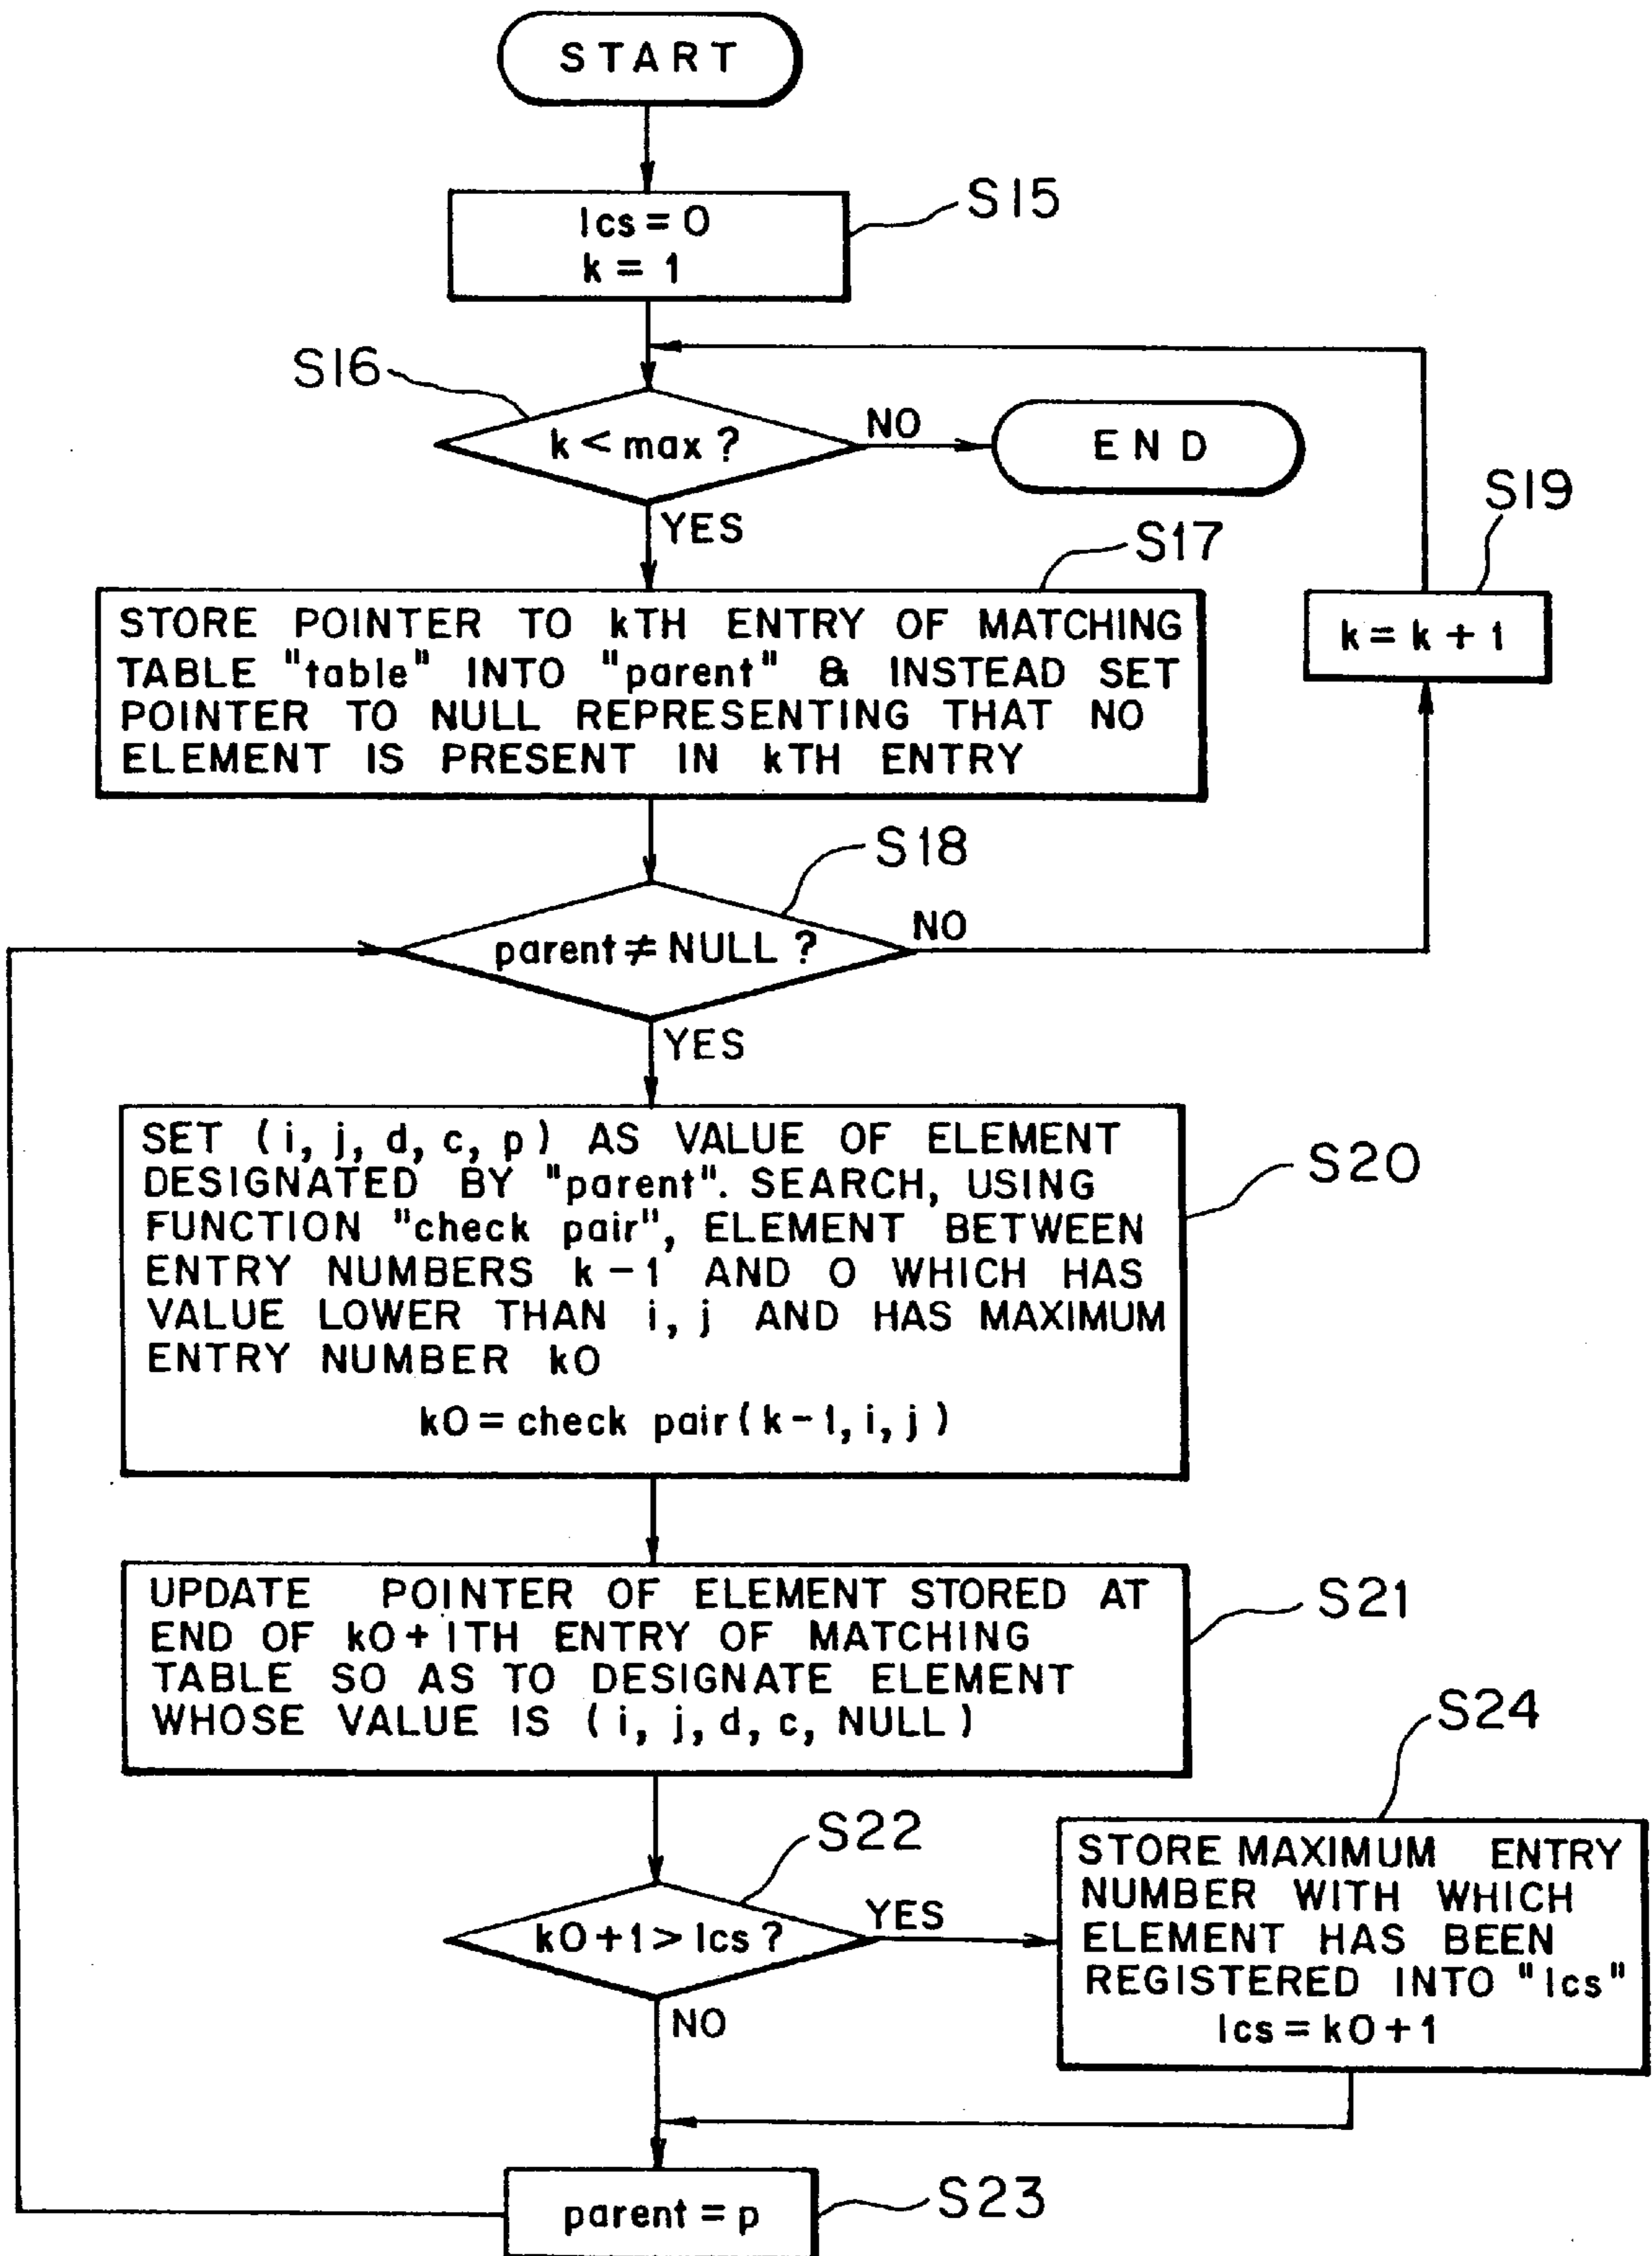 START
lcs = 0
k = 1
S15
S16
k < max ?
NO
END
YES
S19
k = k + 1
S17
STORE POINTER TO kTH ENTRY OF MATCHING
TABLE "table" INTO "parent" & INSTEAD SET
POINTER TO NULL REPRESENTING THAT NO
ELEMENT IS PRESENT IN kTH ENTRY
S18
parent ≠ NULL ?
NO
YES
SET (i, j, d, c, p) AS VALUE OF ELEMENT
DESIGNATED BY "parent". SEARCH, USING
FUNCTION "check pair", ELEMENT BETWEEN
ENTRY NUMBERS k-1 AND 0 WHICH HAS
VALUE LOWER THAN i, j AND HAS MAXIMUM
ENTRY NUMBER k0
k0 = check pair(k-1, i, j)
S20
UPDATE POINTER OF ELEMENT STORED AT
END OF k0+1TH ENTRY OF MATCHING
TABLE SO AS TO DESIGNATE ELEMENT
WHOSE VALUE IS (i, j, d, c, NULL)
S21
S22
k0+1 > lcs ?
YES
NO
S24
STORE MAXIMUM ENTRY
NUMBER WITH WHICH
ELEMENT HAS BEEN
REGISTERED INTO "lcs"
lcs = k0+1
parent = p
S23